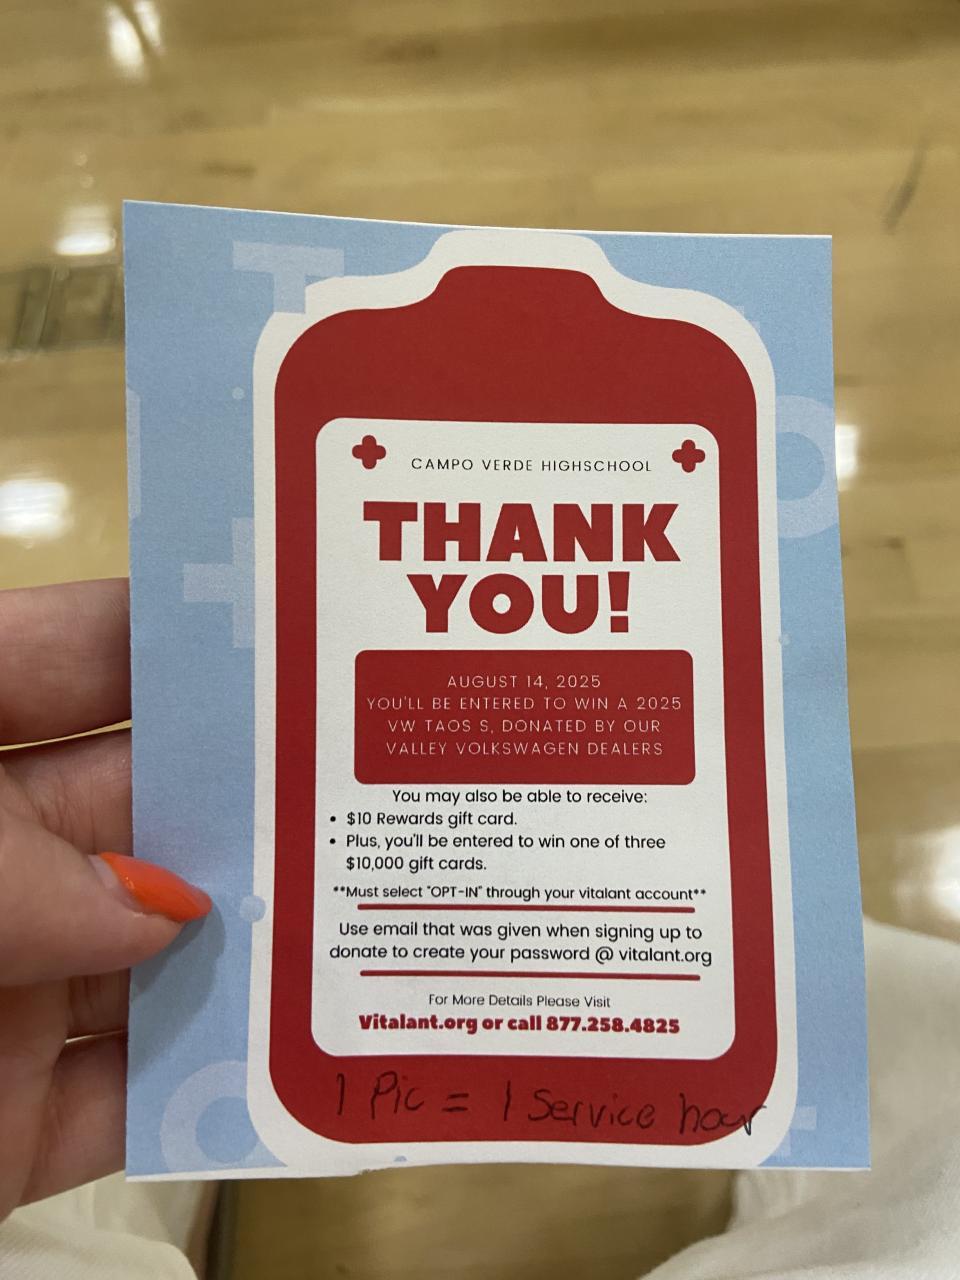 CAMPO VERDE HIGHSCHOOL
THANK
YOU!
AUGUST 14, 2025
YOU'LL BE ENTERED TO WIN A 2025
VW TAOS S, DONATED BY OUR
VALLEY VOLKSWAGEN DEALERS
You may also be able to receive:
• $10 Rewards gift card.
• Plus, you'll be entered to win one of three
$10,000 gift cards.
**Must select "OPT-IN" through your vitalant account**
Use email that was given when signing up to
donate to create your password @ vitalant.org
For More Details Please Visit
Vitalant.org or call 877.258.4825
1 Pic = 1 Service hour